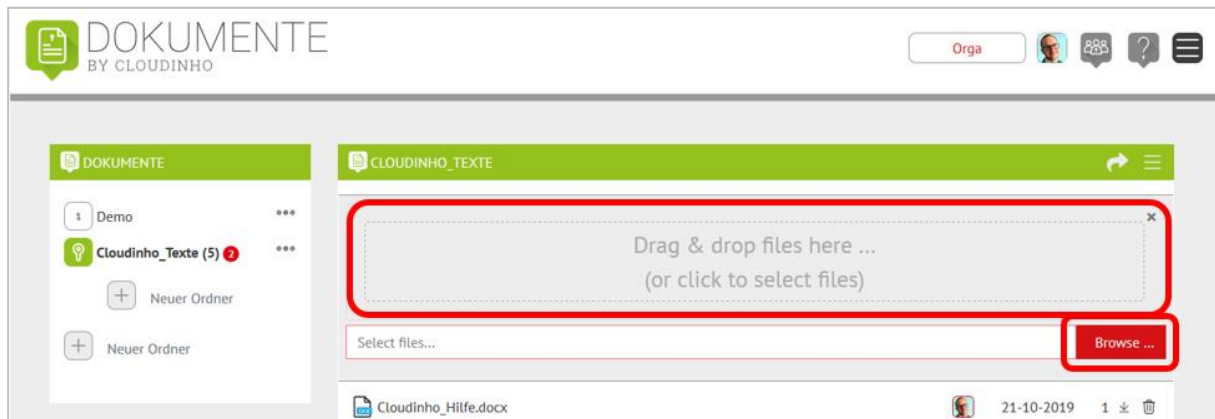 DOKUMENTE
BY CLOUDINHO
Orga
?
DOKUMENTE
1 Demo
Cloudinho_Texte (5) 2
+ Neuer Ordner
+ Neuer Ordner
CLOUDINHO_TEXTE
Drag & drop files here ...
(or click to select files)
Select files...
Browse ...
Cloudinho_Hilfe.docx 21-10-2019 1